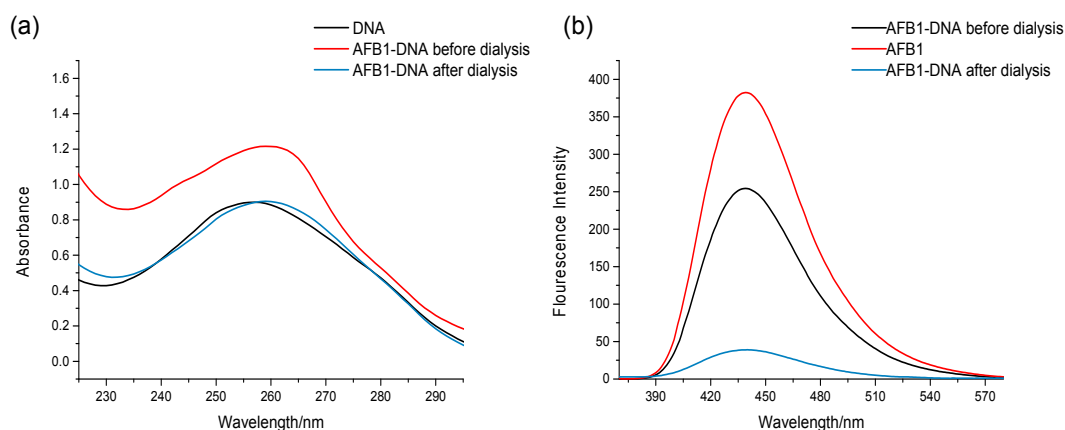 (a)
DNA
AFB1-DNA before dialysis
AFB1-DNA after dialysis
1.6
1.4
1.2
1.0
0.8
0.6
0.4
0.2
0.0
Absorbance
230 240 250 260 270 280 290
Wavelength/nm
(b)
AFB1-DNA before dialysis
AFB1
AFB1-DNA after dialysis
400
350
300
250
200
150
100
50
0
Flourescence Intensity
390 420 450 480 510 540 570
Wavelength/nm